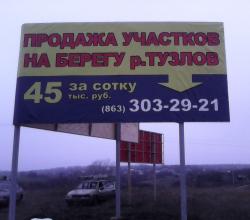 ПРОДАЖА УЧАСТКОВ
НА БЕРЕГУ р.ТУЗЛОВ
45 за сотку
тыс. руб.
(863) 303-29-21